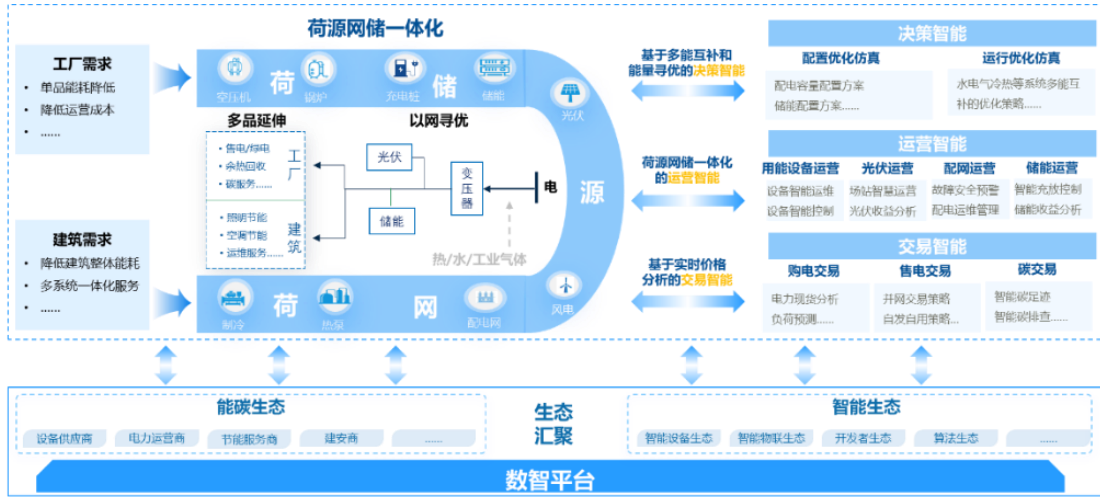 荷源网储一体化
工厂需求
• 单品能耗降低
• 降低运营成本
• ......
建筑需求
• 降低建筑整体能耗
• 多系统一体化服务
• ......
荷
储
空压机
锅炉
充电桩
储能
光伏
源
风电
多品延伸
以网寻优
• 售电/绿电
• 余热回收
• 碳服务......
工厂
• 照明节能
• 空调节能
• 运维服务......
建筑
光伏
储能
变压器
电
热/水/工业气体
荷
网
制冷
热泵
配电网
基于多能互补和
能量寻优的决策智能
荷源网储一体化
的运营智能
基于实时价格
分析的交易智能
决策智能
配置优化仿真
运行优化仿真
配电容量配置方案
储能配置方案......
水电气冷热等系统多能互
补的优化策略......
运营智能
用能设备运营 光伏运营 配网运营 储能运营
设备智能运维 场站智慧运营 故障安全预警 智能充放控制
设备智能控制 光伏收益分析 配电运维管理 储能收益分析
交易智能
购电交易 售电交易 碳交易
电力现货分析 开网交易策略 智能碳足迹
负荷预测...... 自发自用策略... 智能碳排查......
能碳生态
设备供应商 电力运营商 节能服务商 建安商 ......
生态
汇聚
智能生态
智能设备生态 智能物联生态 开发者生态 算法生态 ......
数智平台